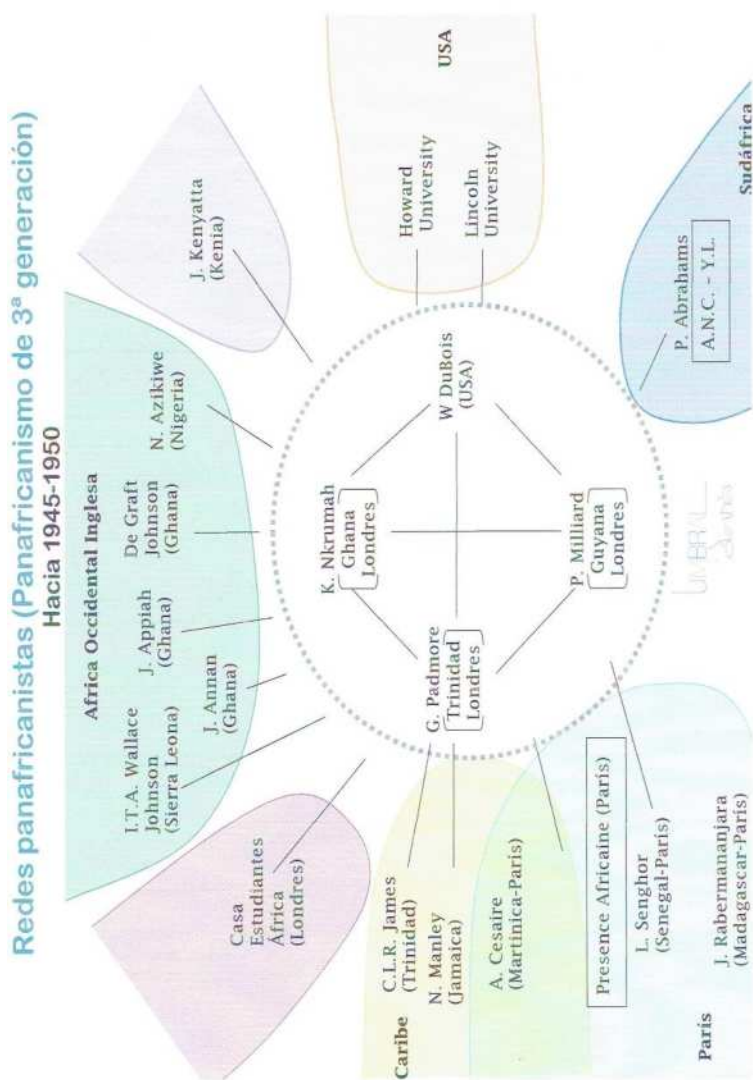 Redes panafricanistas (Panafricanismo de 3ª generación)
Hacia 1945-1950
Africa Occidental Inglesa
I.T.A. Wallace
Johnson
(Sierra Leona)
J. Annan
(Ghana)
J. Appiah
(Ghana)
De Graft
Johnson
(Ghana)
N. Azikiwe
(Nigeria)
J. Kenyatta
(Kenia)
Casa
Estudiantes
África
(Londres)
Caribe
C.L.R. James
(Trinidad)
N. Manley
(Jamaica)
A. Cesaire
(Martinica-Paris)
K. Nkrumah
Ghana
Londres
G. Padmore
Trinidad
Londres
W DuBois
(USA)
P. Milliard
Guyana
Londres
Howard
University
Lincoln
University
USA
Presence Africaine (París)
L. Senghor
(Senegal-París)
J. Rabermananjara
(Madagascar-París)
París
P. Abrahams
A.N.C. - Y.L.
Sudáfrica
UMBRAL